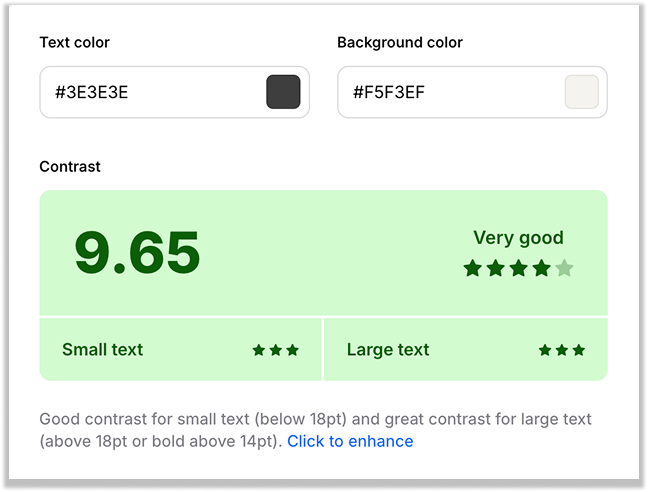 Text color
Background color
#3E3E3E
#F5F3EF
Contrast
9.65
Very good
Small text
Large text
Good contrast for small text (below 18pt) and great contrast for large text
(above 18pt or bold above 14pt). Click to enhance